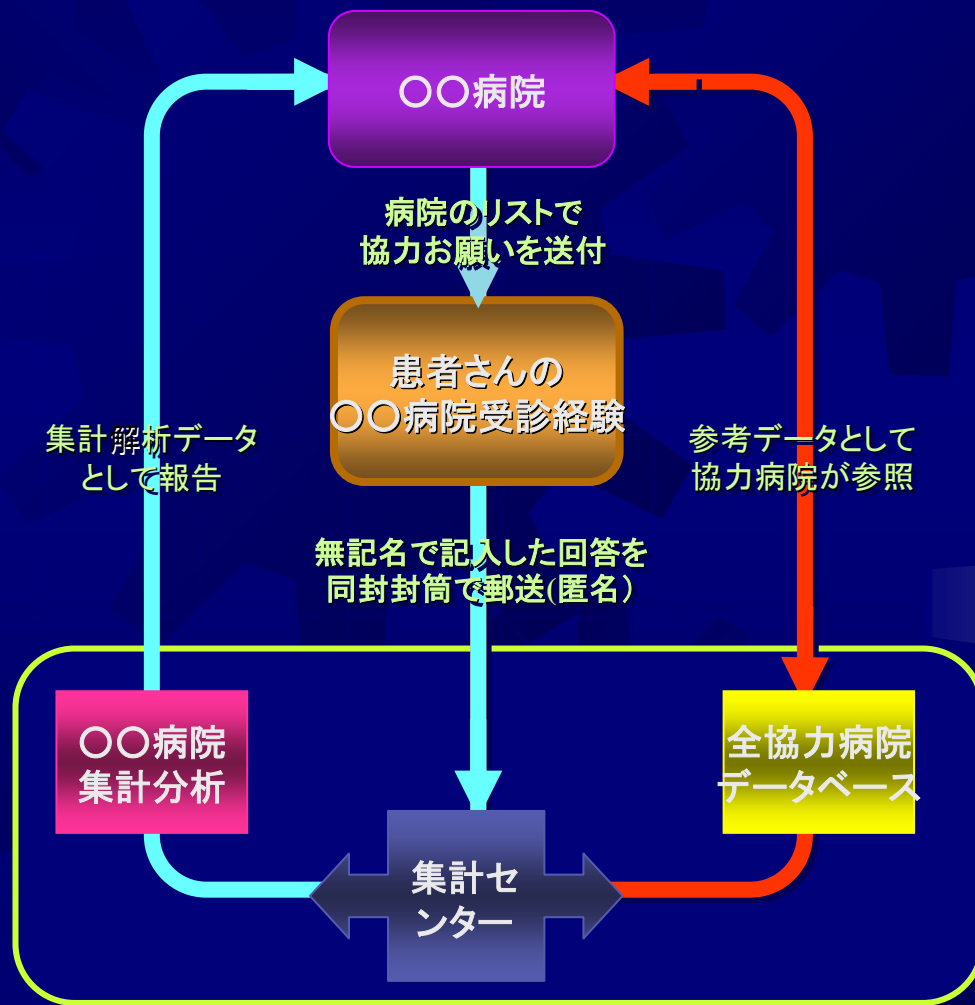 〇〇病院
病院のリストで
協力お願いを送付
患者さんの
〇〇病院受診経験
集計解析データ
として報告
参考データとして
協力病院が参照
無記名で記入した回答を
同封封筒で郵送(匿名)
〇〇病院
集計分析
全協力病院
データベース
集計セ
ンター